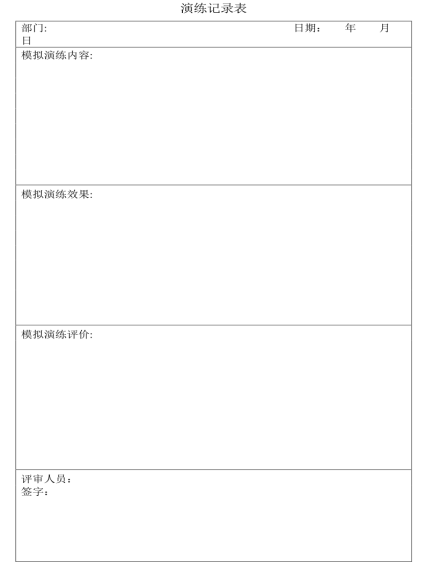 演练记录表
部门:　　　　　　　　　　日期：　年　月
日
模拟演练内容:
模拟演练效果:
模拟演练评价:
评审人员：
签字：